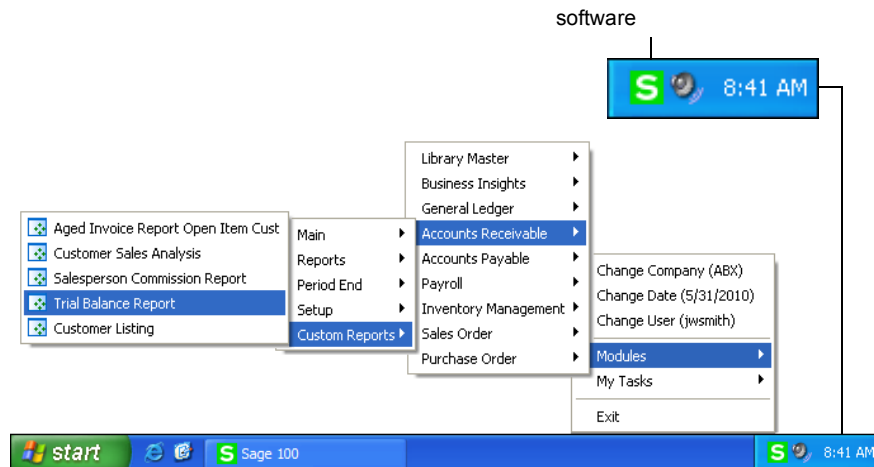 software
S 8:41 AM
Library Master
Business Insights
General Ledger
Accounts Receivable
Accounts Payable
Payroll
Inventory Management
Sales Order
Purchase Order
Aged Invoice Report Open Item Cust
Customer Sales Analysis
Salesperson Commission Report
Trial Balance Report
Customer Listing
Main
Reports
Period End
Setup
Custom Reports
Change Company (ABX)
Change Date (5/31/2010)
Change User (jwsmith)
Modules
My Tasks
Exit
start
S Sage 100
S 8:41 AM